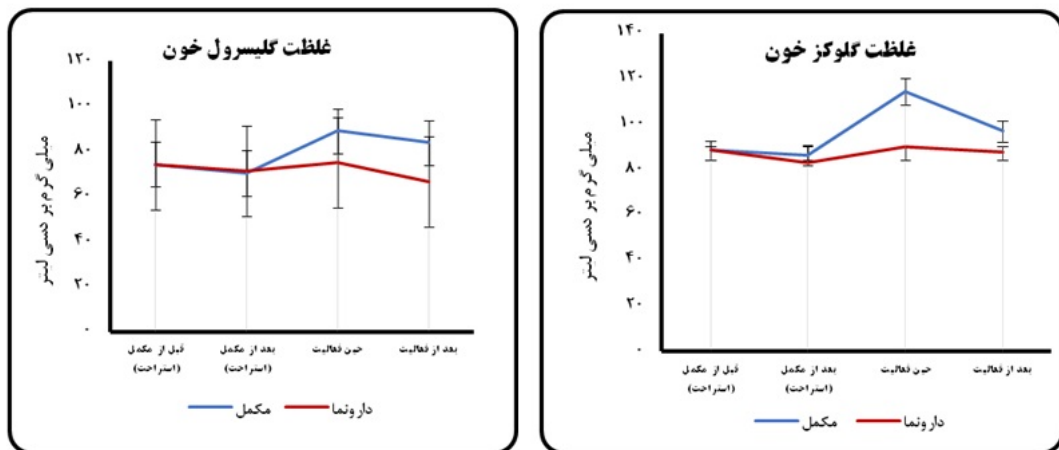 غلظت گلیسرول خون
۱۲۰
۱۰۰
۸۰
۶۰
۴۰
۲۰
۰
میلی گرم بر دسی لیتر
قبل از مکمل
(استراحت)
بعد از مکمل
(استراحت)
حین فعالیت
بعد از فعالیت
مکمل
دارونما
غلظت گلوکز خون
۱۴۰
۱۲۰
۱۰۰
۸۰
۶۰
۴۰
۲۰
۰
میلی گرم بر دسی لیتر
قبل از مکمل
(استراحت)
بعد از مکمل
(استراحت)
حین فعالیت
بعد از فعالیت
مکمل
دارونما